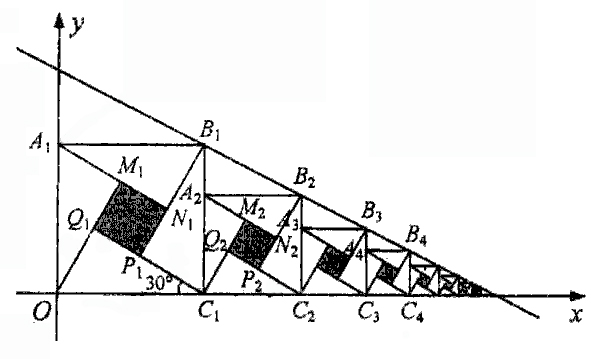 y
A₁
B₁
M₁
A₂
B₂
Q₁
N₁
M₂
A₃
B₃
Q₂
N₂
A₄
B₄
P₁
30°
P₂
O
C₁
C₂
C₃
C₄
x